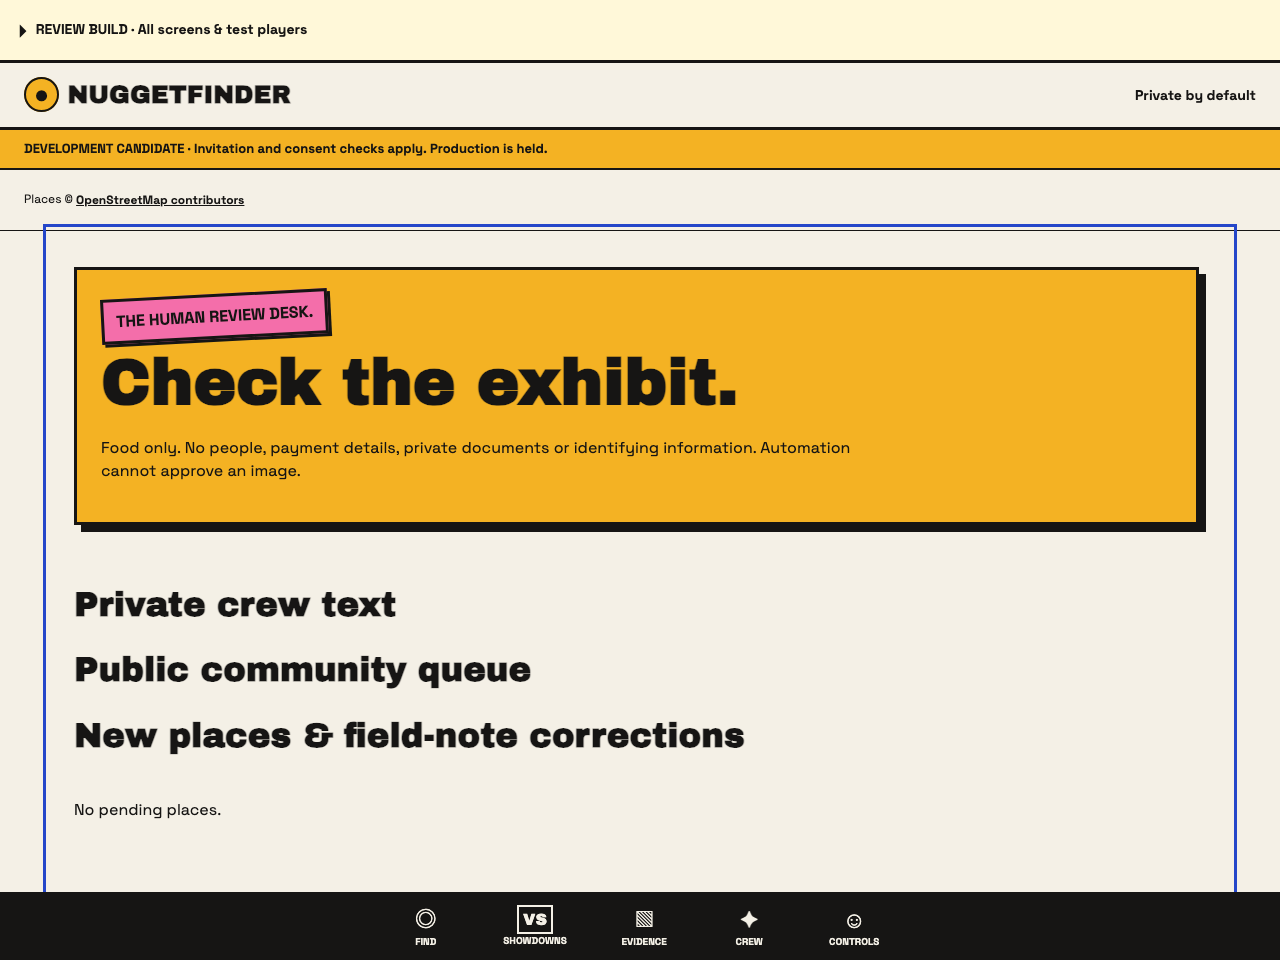 REVIEW BUILD · All screens & test players
NUGGETFINDER
Private by default
DEVELOPMENT CANDIDATE · Invitation and consent checks apply. Production is held.
Places © OpenStreetMap contributors
THE HUMAN REVIEW DESK.
Check the exhibit.
Food only. No people, payment details, private documents or identifying information. Automation
cannot approve an image.
Private crew text
Public community queue
New places & field-note corrections
No pending places.
FIND
VS
SHOWDOWNS
EVIDENCE
CREW
CONTROLS